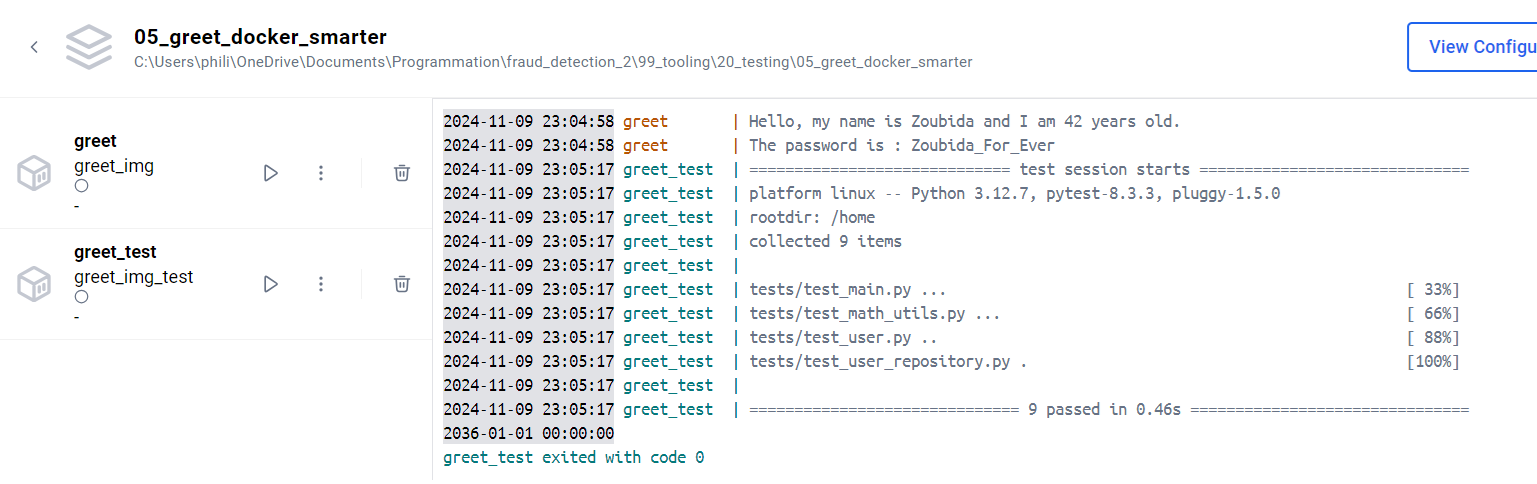 05_greet_docker_smarter
C:\Users\phili\OneDrive\Documents\Programmation\fraud_detection_2\99_tooling\20_testing\05_greet_docker_smarter
View Configu
greet
greet_img
-
greet_test
greet_img_test
-
2024-11-09 23:04:58 greet | Hello, my name is Zoubida and I am 42 years old.
2024-11-09 23:04:58 greet | The password is : Zoubida_For_Ever
2024-11-09 23:05:17 greet_test | ============================= test session starts ==============================
2024-11-09 23:05:17 greet_test | platform linux -- Python 3.12.7, pytest-8.3.3, pluggy-1.5.0
2024-11-09 23:05:17 greet_test | rootdir: /home
2024-11-09 23:05:17 greet_test | collected 9 items
2024-11-09 23:05:17 greet_test |
2024-11-09 23:05:17 greet_test | tests/test_main.py ... [ 33%]
2024-11-09 23:05:17 greet_test | tests/test_math_utils.py ... [ 66%]
2024-11-09 23:05:17 greet_test | tests/test_user.py .. [ 88%]
2024-11-09 23:05:17 greet_test | tests/test_user_repository.py . [100%]
2024-11-09 23:05:17 greet_test |
2024-11-09 23:05:17 greet_test | ============================== 9 passed in 0.46s ===============================
2036-01-01 00:00:00
greet_test exited with code 0